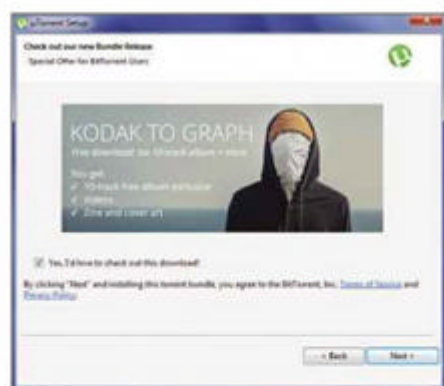 µTorrent Setup
Check out our new Bundle Release
Special Offer for BitTorrent Users
KODAK TO GRAPH
Free download: 10-track album + more
You get:
✓ 10-track free album exclusive
✓ Videos
✓ Zine and cover art
Yes, I'd love to check out this download!
By clicking "Next" and installing this torrent bundle, you agree to the BitTorrent, Inc. Terms of Service and
Privacy Policy.
< Back
Next >